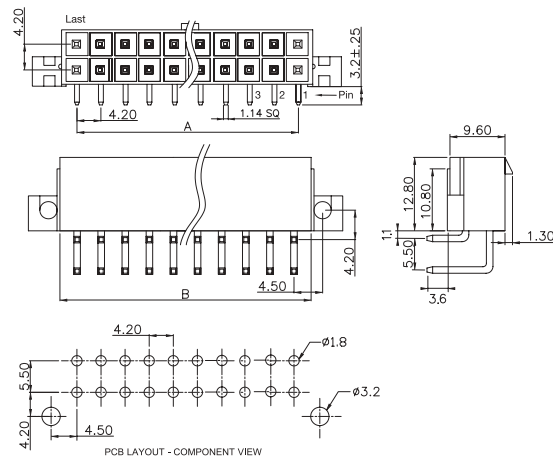 Last
4.20
3.2±.25
3 2 1 Pin
4.20
1.14 SQ
A
9.60
12.80
10.80
1.30
1.1
5.50
3.6
4.20
4.50
B
4.20
Ø1.8
5.50
Ø3.2
4.20
4.50
PCB LAYOUT - COMPONENT VIEW